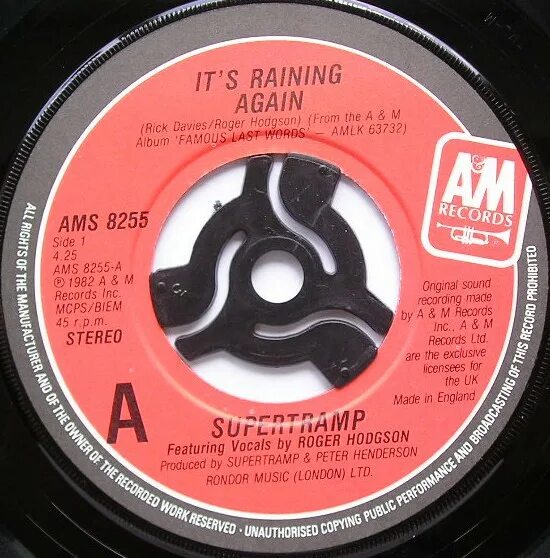 IT'S RAINING
AGAIN
(Rick Davies/Roger Hodgson) (From the A & M
Album 'FAMOUS LAST WORDS' – AMLK 63732)
A&M
RECORDS
AMS 8255
Side 1
4.25
AMS 8255-A
Ⓟ 1982 A & M
Records Inc.
MCPS/BIEM
45 r.p.m.
STEREO
Original sound
recording made
by A & M Records
Inc., A & M
Records Ltd.
are the exclusive
licensees for
the UK
Made in England
A
SUPERTRAMP
Featuring Vocals by ROGER HODGSON
Produced by SUPERTRAMP & PETER HENDERSON
RONDOR MUSIC (LONDON) LTD.
ALL RIGHTS OF THE MANUFACTURER AND OF THE OWNER OF THE RECORDED WORK RESERVED · UNAUTHORISED COPYING PUBLIC PERFORMANCE AND BROADCASTING OF THIS RECORD PROHIBITED